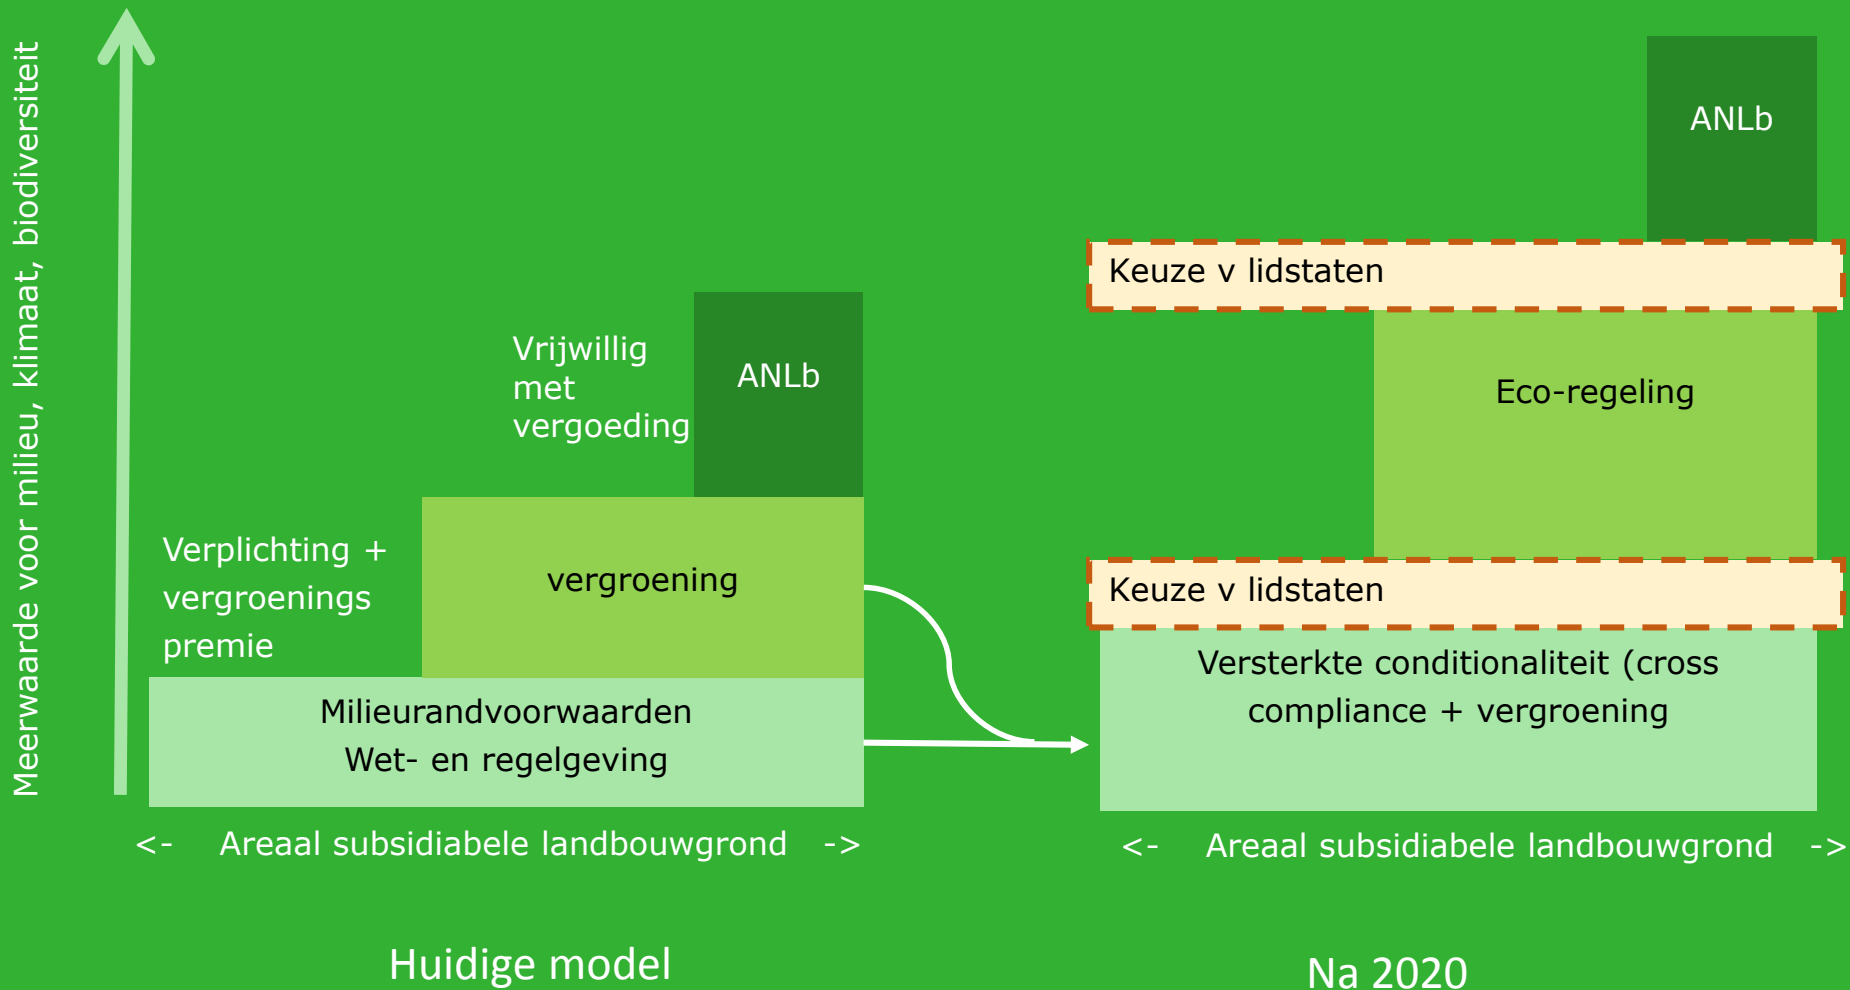 Meerwaarde voor milieu, klimaat, biodiversiteit
Vrijwillig
met
vergoeding
ANLb
Verplichting +
vergroenings
premie
vergroening
Milieurandvoorwaarden
Wet- en regelgeving
<- Areaal subsidiabele landbouwgrond ->
Huidige model
ANLb
Keuze v lidstaten
Eco-regeling
Keuze v lidstaten
Versterkte conditionaliteit (cross
compliance + vergroening
<- Areaal subsidiabele landbouwgrond ->
Na 2020